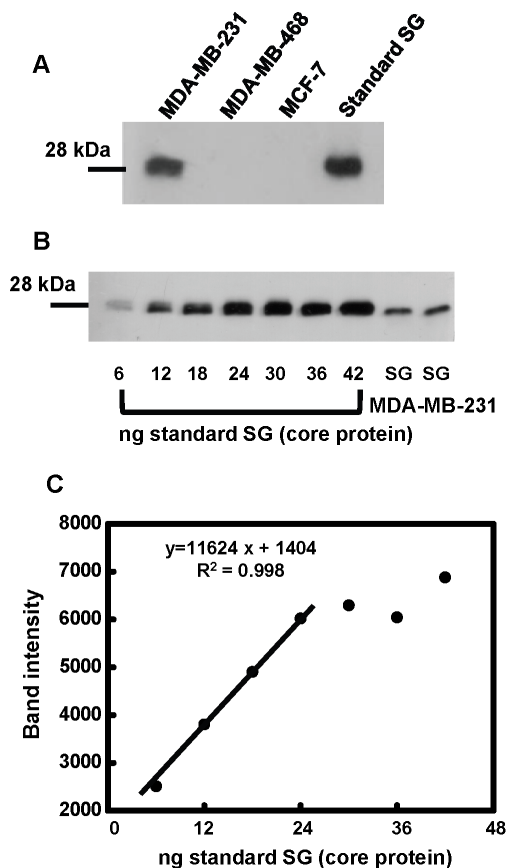 A
MDA-MB-231
MDA-MB-468
MCF-7
Standard SG
28 kDa
B
28 kDa
6 12 18 24 30 36 42 SG SG
MDA-MB-231
ng standard SG (core protein)
C
8000
7000
6000
5000
4000
3000
2000
Band intensity
y=11624 x + 1404
R² = 0.998
0 12 24 36 48
ng standard SG (core protein)